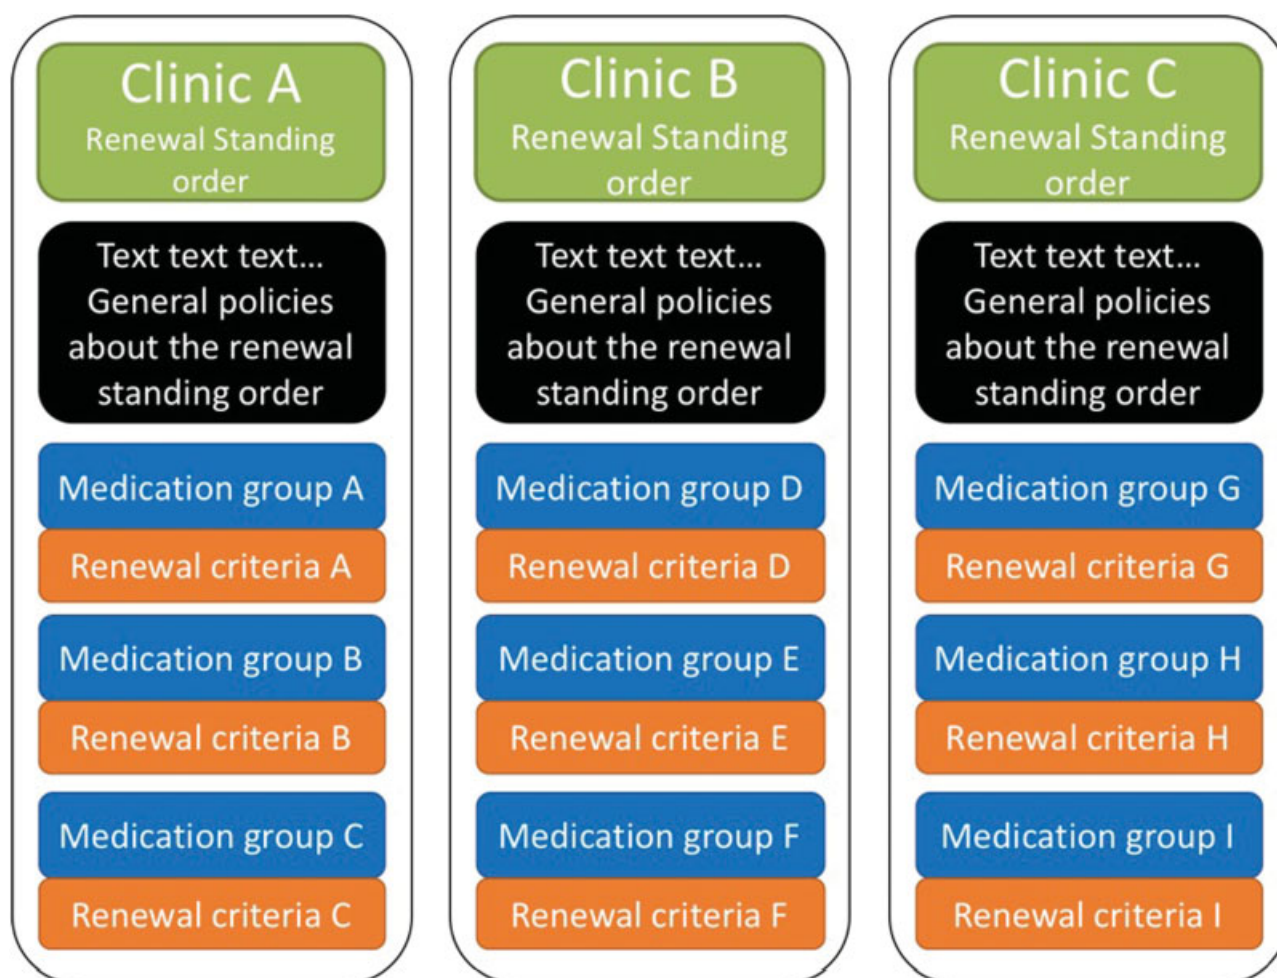 Clinic A
Renewal Standing
order
Text text text...
General policies
about the renewal
standing order
Medication group A
Renewal criteria A
Medication group B
Renewal criteria B
Medication group C
Renewal criteria C
Clinic B
Renewal Standing
order
Text text text...
General policies
about the renewal
standing order
Medication group D
Renewal criteria D
Medication group E
Renewal criteria E
Medication group F
Renewal criteria F
Clinic C
Renewal Standing
order
Text text text...
General policies
about the renewal
standing order
Medication group G
Renewal criteria G
Medication group H
Renewal criteria H
Medication group I
Renewal criteria I